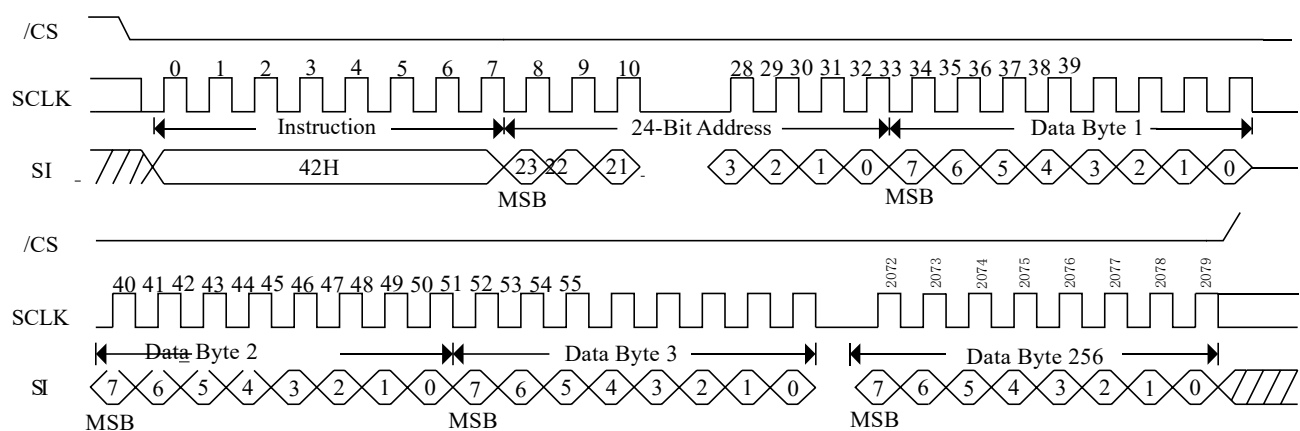 /CS
0 1 2 3 4 5 6 7 8 9 10 28 29 30 31 32 33 34 35 36 37 38 39
SCLK
Instruction 24-Bit Address Data Byte 1
SI 42H 23 22 21 3 2 1 0 7 6 5 4 3 2 1 0
MSB MSB
/CS
40 41 42 43 44 45 46 47 48 49 50 51 52 53 54 55 2072 2073 2074 2075 2076 2077 2078 2079
SCLK
Data Byte 2 Data Byte 3 Data Byte 256
SI 7 6 5 4 3 2 1 0 7 6 5 4 3 2 1 0 7 6 5 4 3 2 1 0
MSB MSB MSB